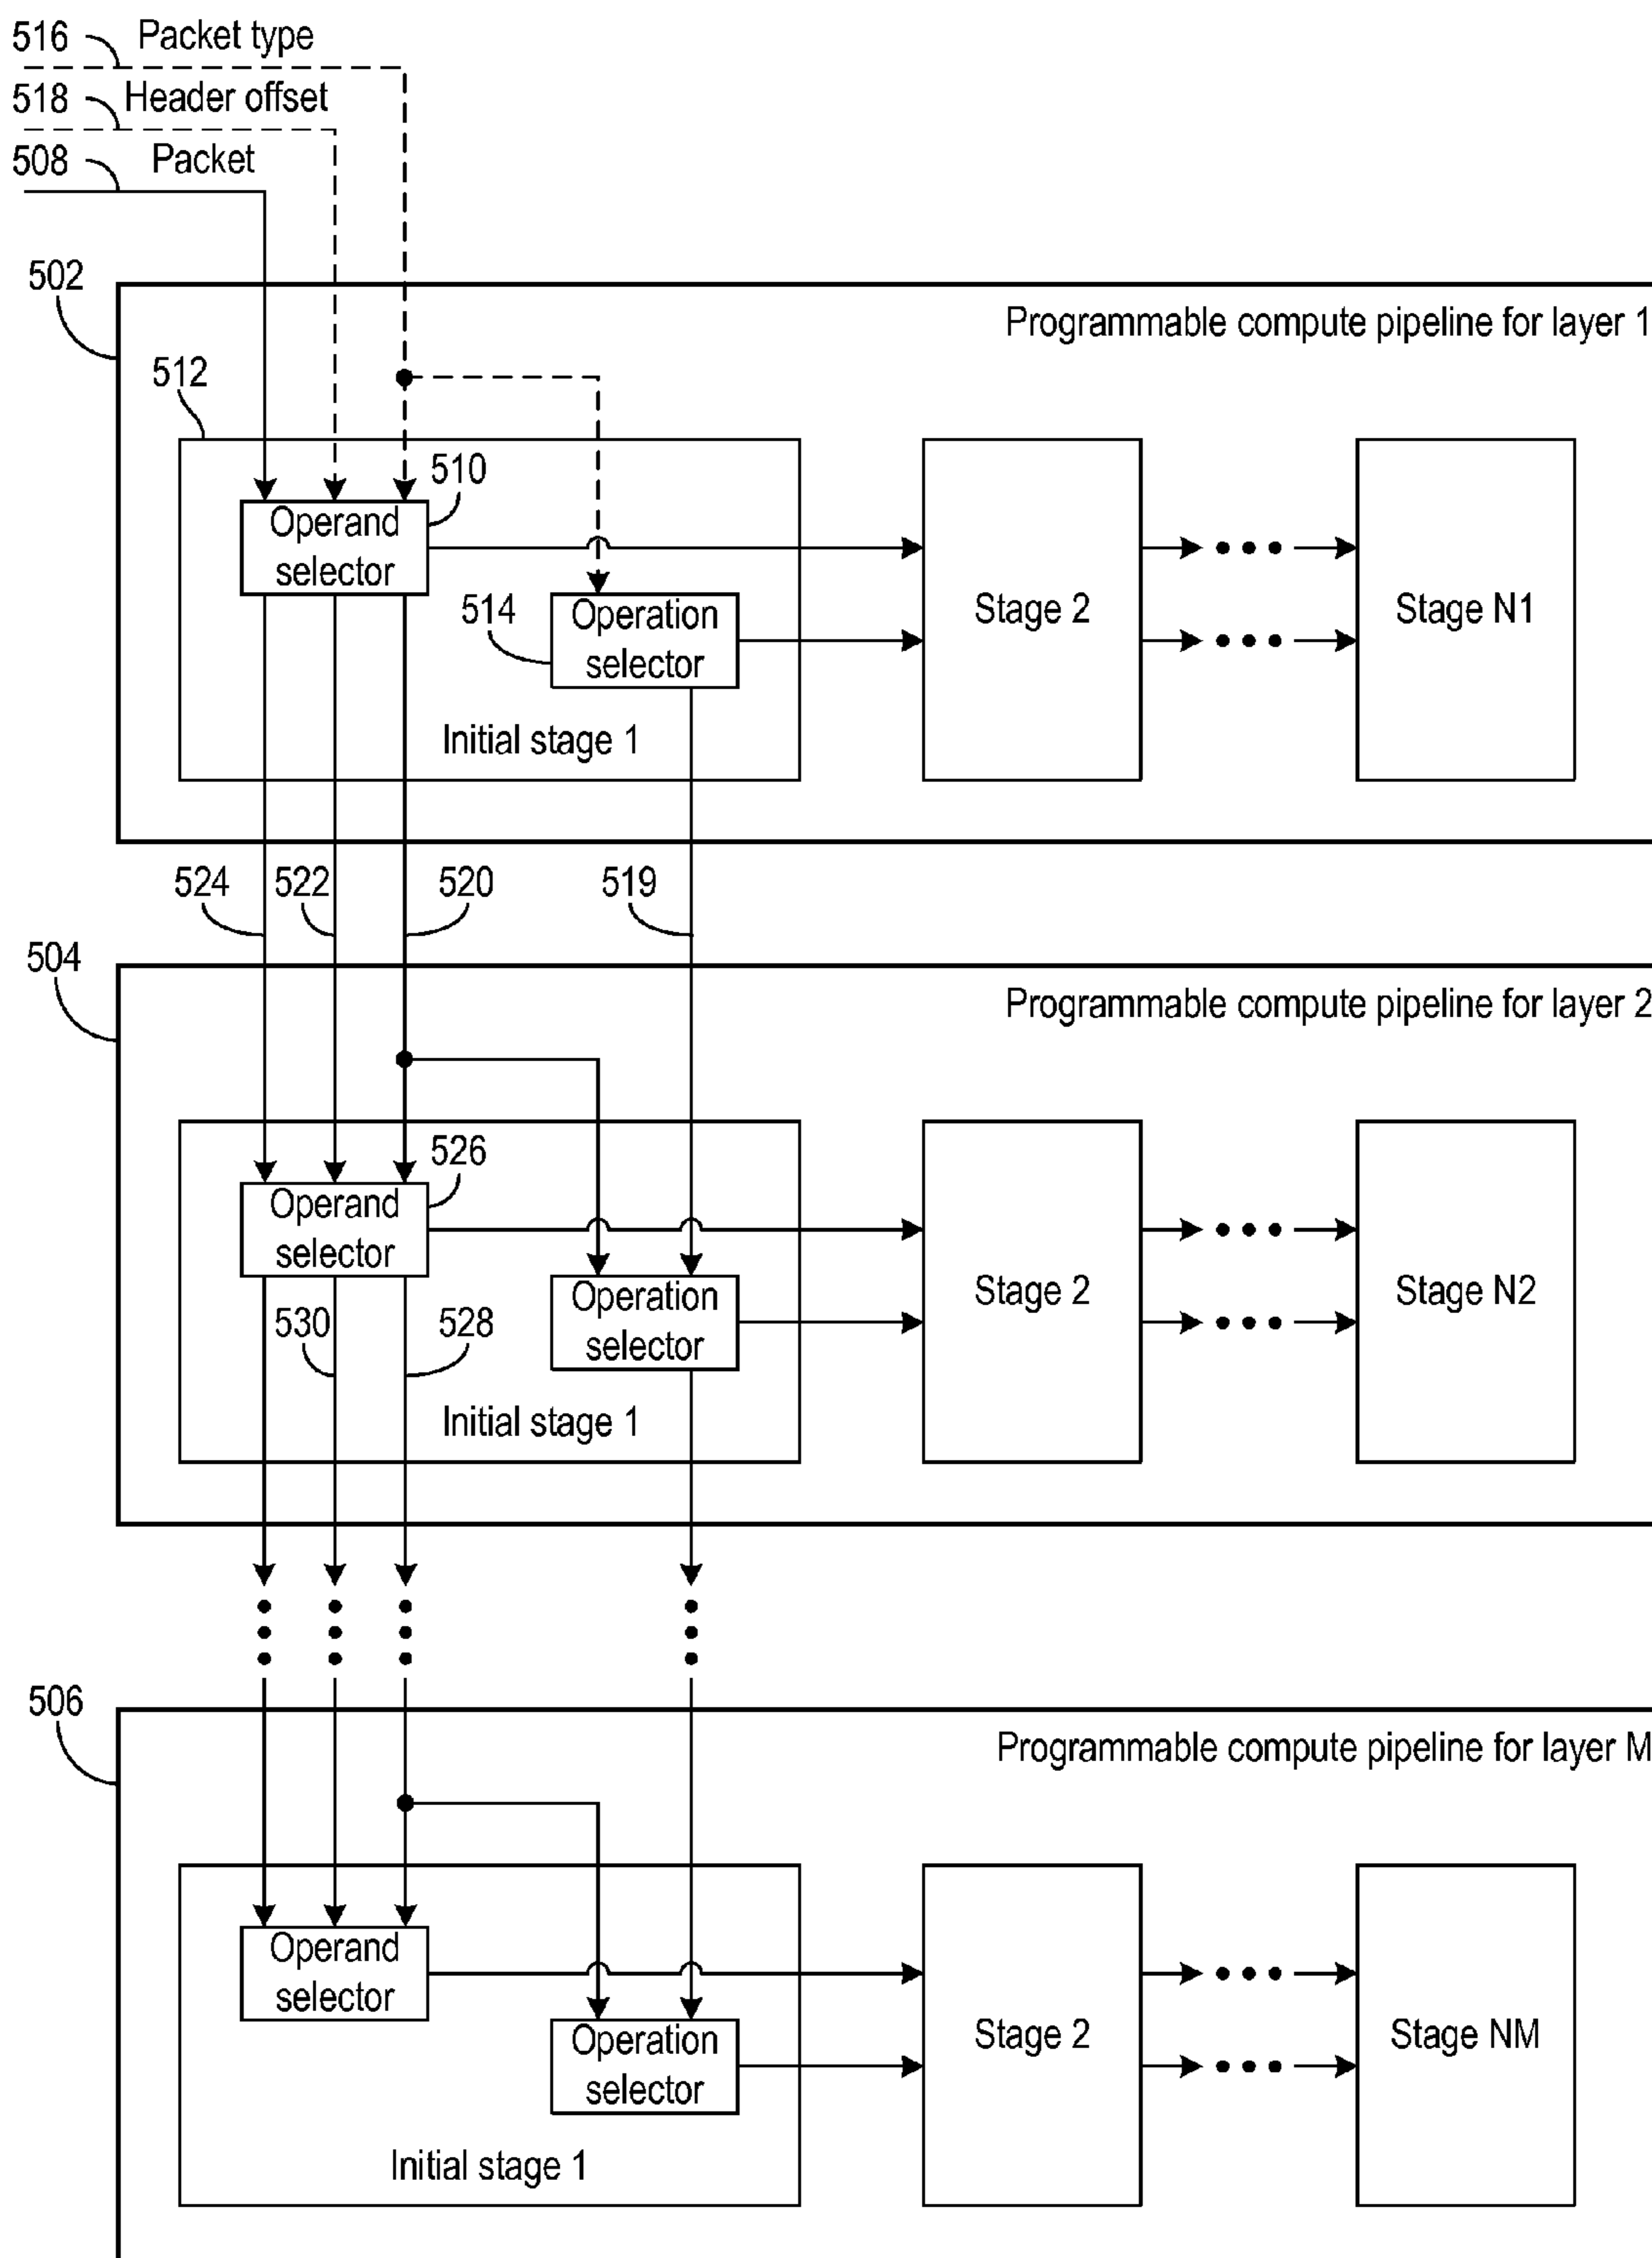 516 Packet type
518 Header offset
508 Packet
502
Programmable compute pipeline for layer 1
512
510
Operand
selector
514
Operation
selector
Stage 2
Stage N1
Initial stage 1
524 522 520 519
504
Programmable compute pipeline for layer 2
526
Operand
selector
530 528
Operation
selector
Stage 2
Stage N2
Initial stage 1
506
Programmable compute pipeline for layer M
Operand
selector
Operation
selector
Stage 2
Stage NM
Initial stage 1